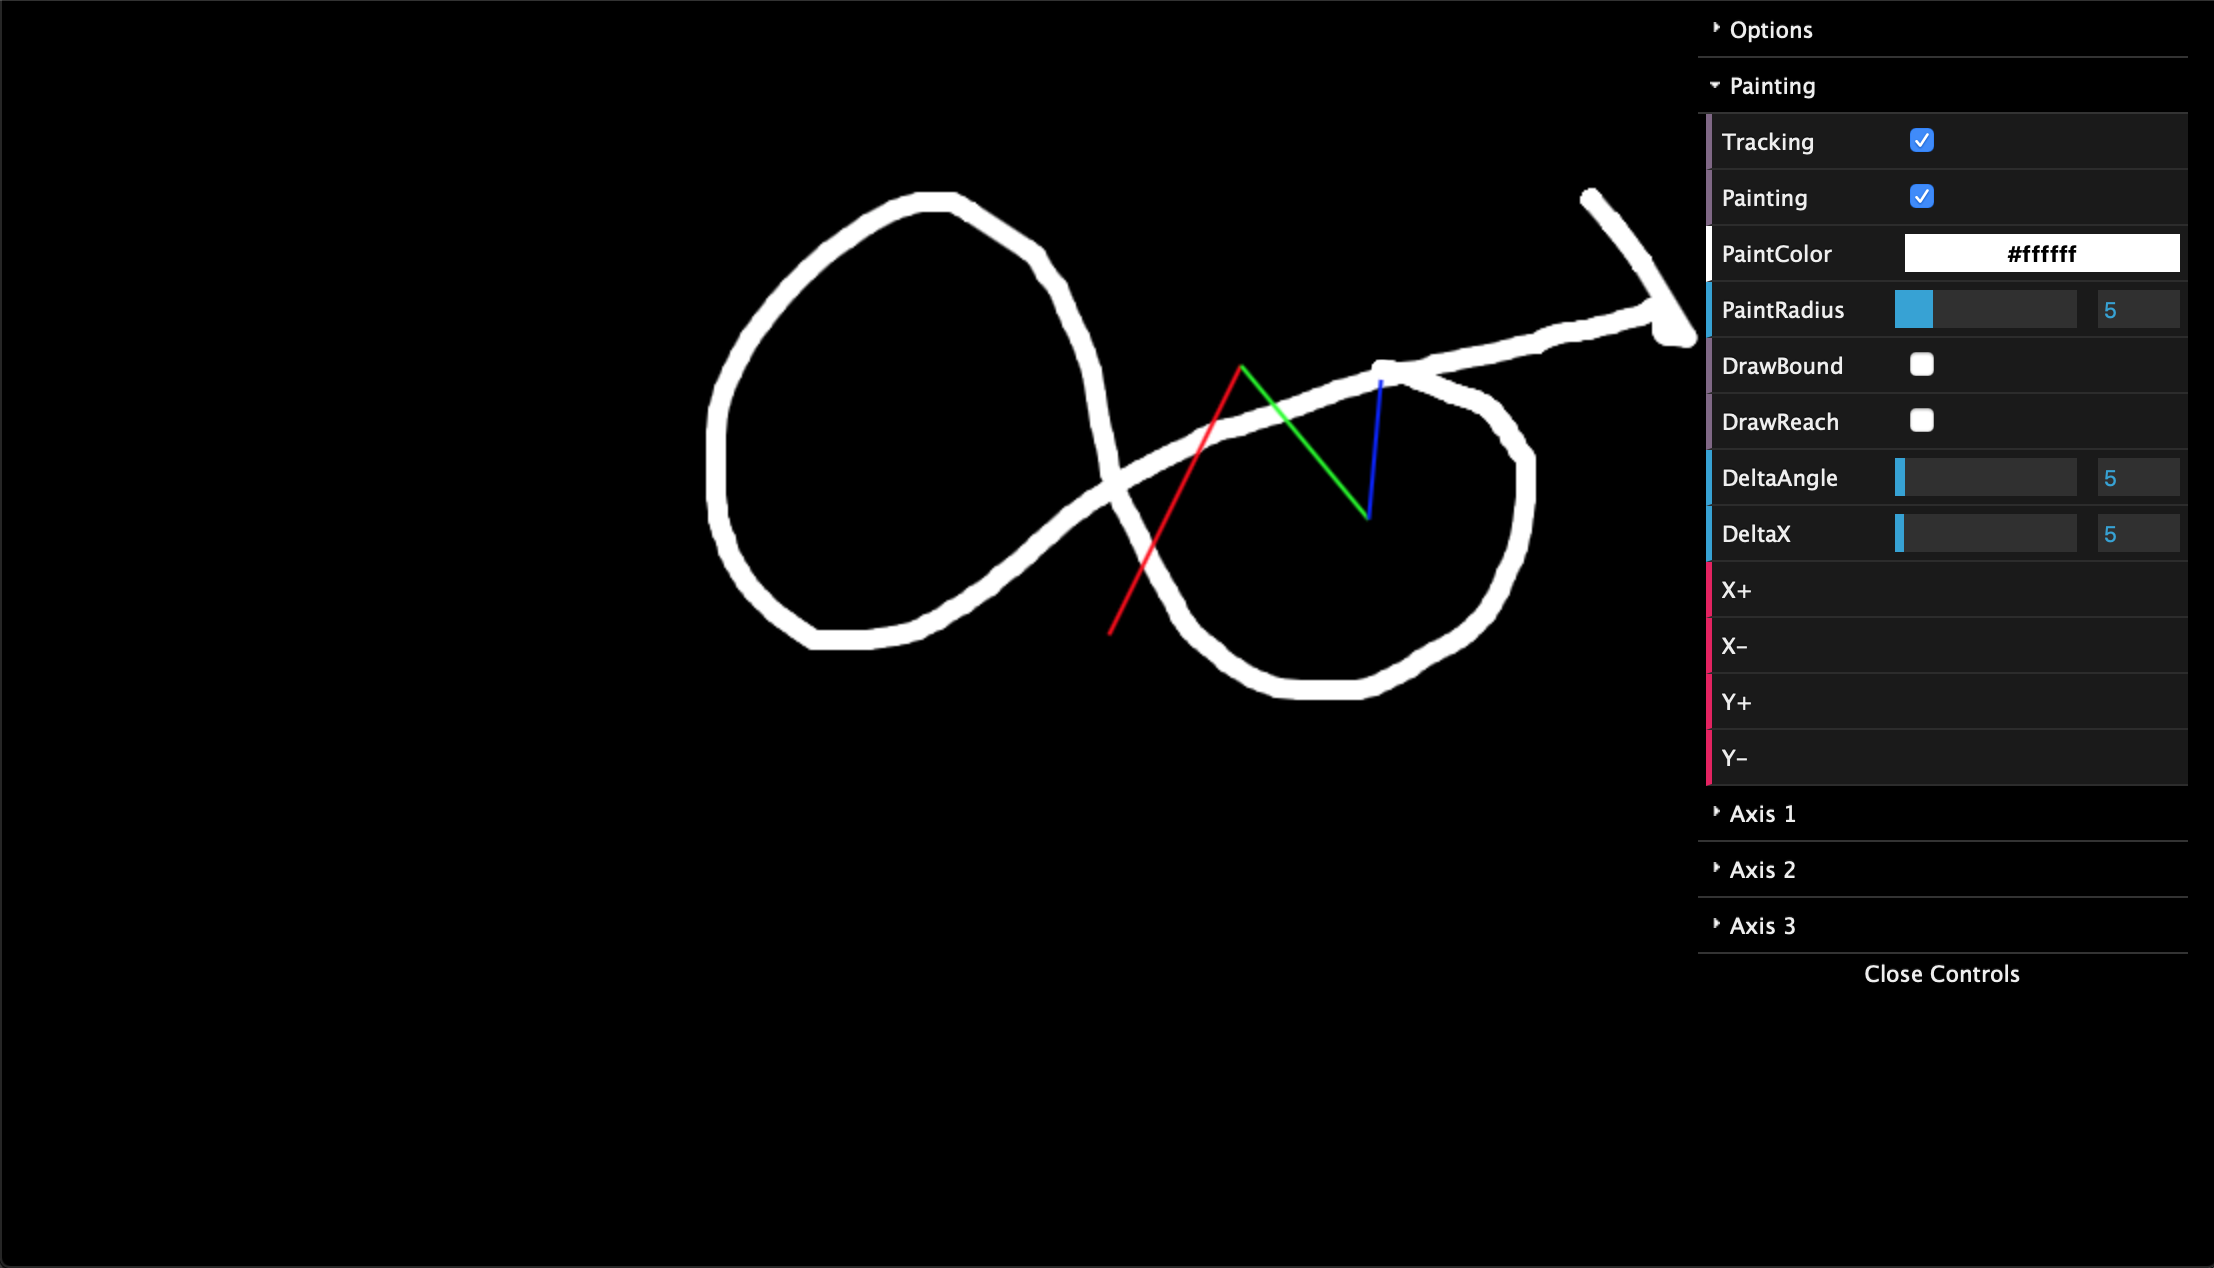 Options
Painting
Tracking
Painting
PaintColor #ffffff
PaintRadius 5
DrawBound
DrawReach
DeltaAngle 5
DeltaX 5
X+
X-
Y+
Y-
Axis 1
Axis 2
Axis 3
Close Controls